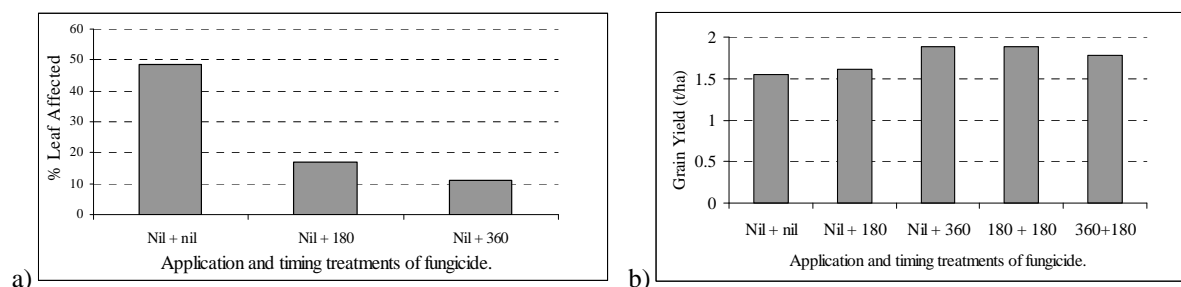 60
50
40
30
20
10
0
% Leaf Affected
Nil + nil Nil + 180 Nil + 360
Application and timing treatments of fungicide.
a)
2
1.5
1
0.5
0
Grain Yield (t/ha)
Nil + nil Nil + 180 Nil + 360 180 + 180 360+180
Application and timing treatments of fungicide.
b)